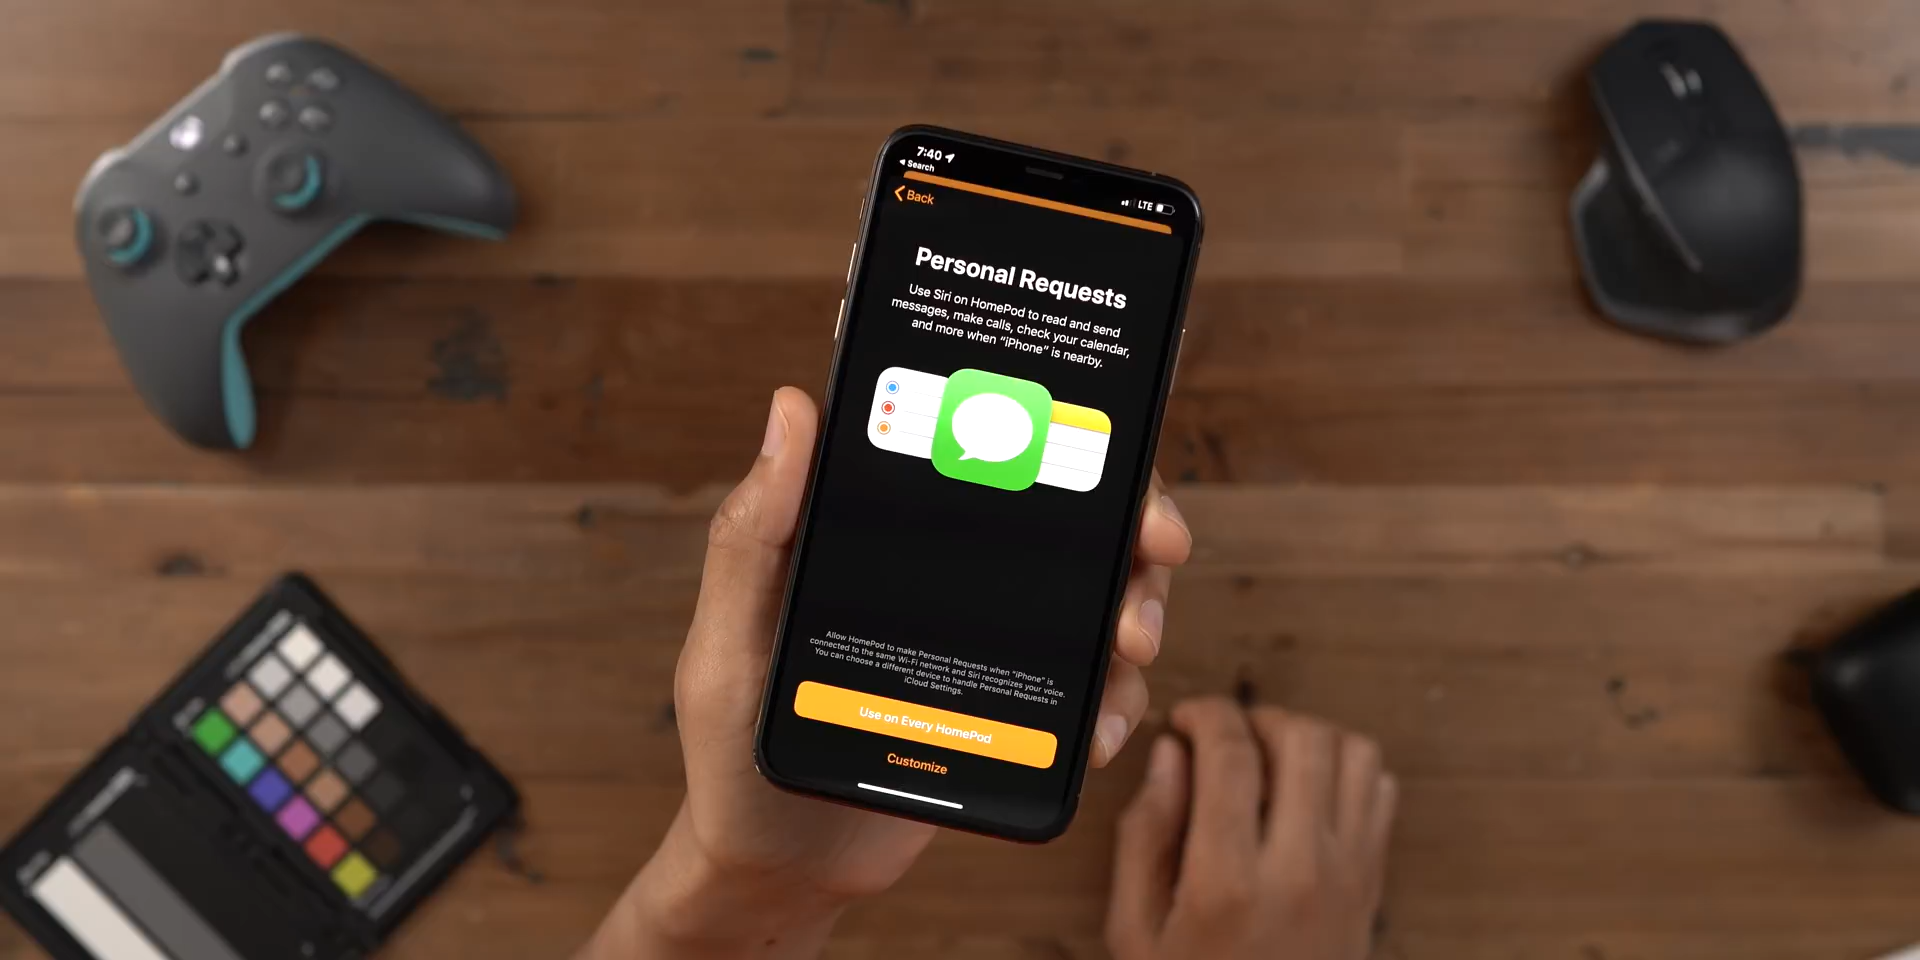 7:40
Search
LTE
Back
Personal Requests
Use Siri on HomePod to read and send
messages, make calls, check your calendar,
and more when “iPhone” is nearby.
Allow HomePod to make Personal Requests when “iPhone” is
connected to the same Wi-Fi network and Siri recognizes your voice.
You can choose a different device to handle Personal Requests in
iCloud Settings.
Use on Every HomePod
Customize